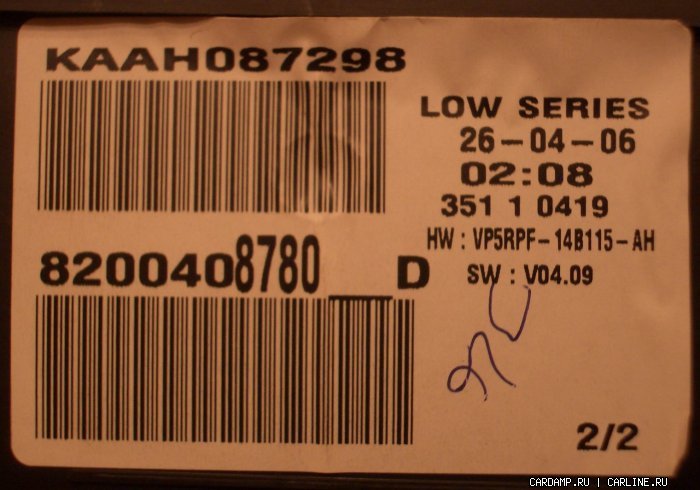 KAAH087298
LOW SERIES
26-04-06
02:08
351 1 0419
HW : VP5RPF-14B115-AH
SW : V04.09
8200408780___D
2/2
CARDAMP.RU | CARLINE.RU